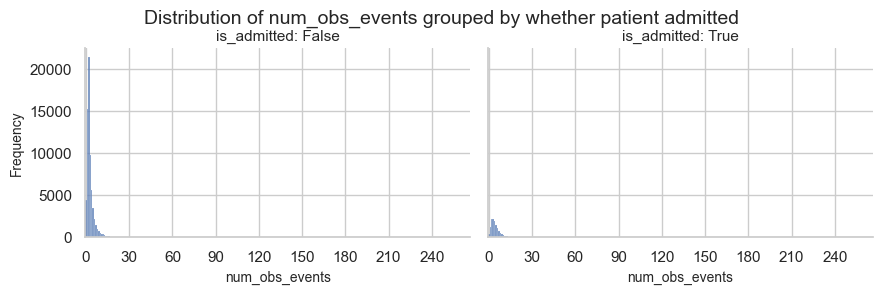 Distribution of num_obs_events grouped by whether patient admitted
is_admitted: False
is_admitted: True
Frequency
20000
15000
10000
5000
0
0 30 60 90 120 150 180 210 240
0 30 60 90 120 150 180 210 240
num_obs_events
num_obs_events